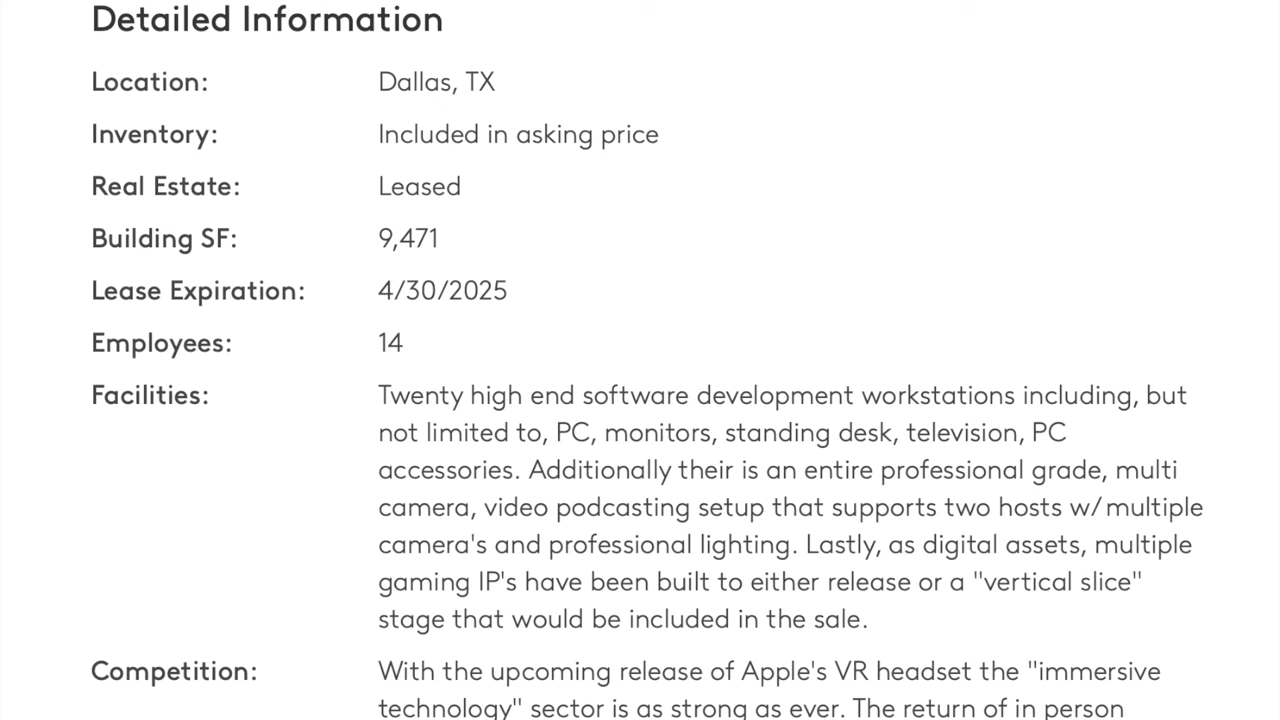 Detailed Information
Location: Dallas, TX
Inventory: Included in asking price
Real Estate: Leased
Building SF: 9,471
Lease Expiration: 4/30/2025
Employees: 14
Facilities: Twenty high end software development workstations including, but
not limited to, PC, monitors, standing desk, television, PC
accessories. Additionally their is an entire professional grade, multi
camera, video podcasting setup that supports two hosts w/ multiple
camera's and professional lighting. Lastly, as digital assets, multiple
gaming IP's have been built to either release or a "vertical slice"
stage that would be included in the sale.
Competition: With the upcoming release of Apple's VR headset the "immersive
technology" sector is as strong as ever. The return of in person